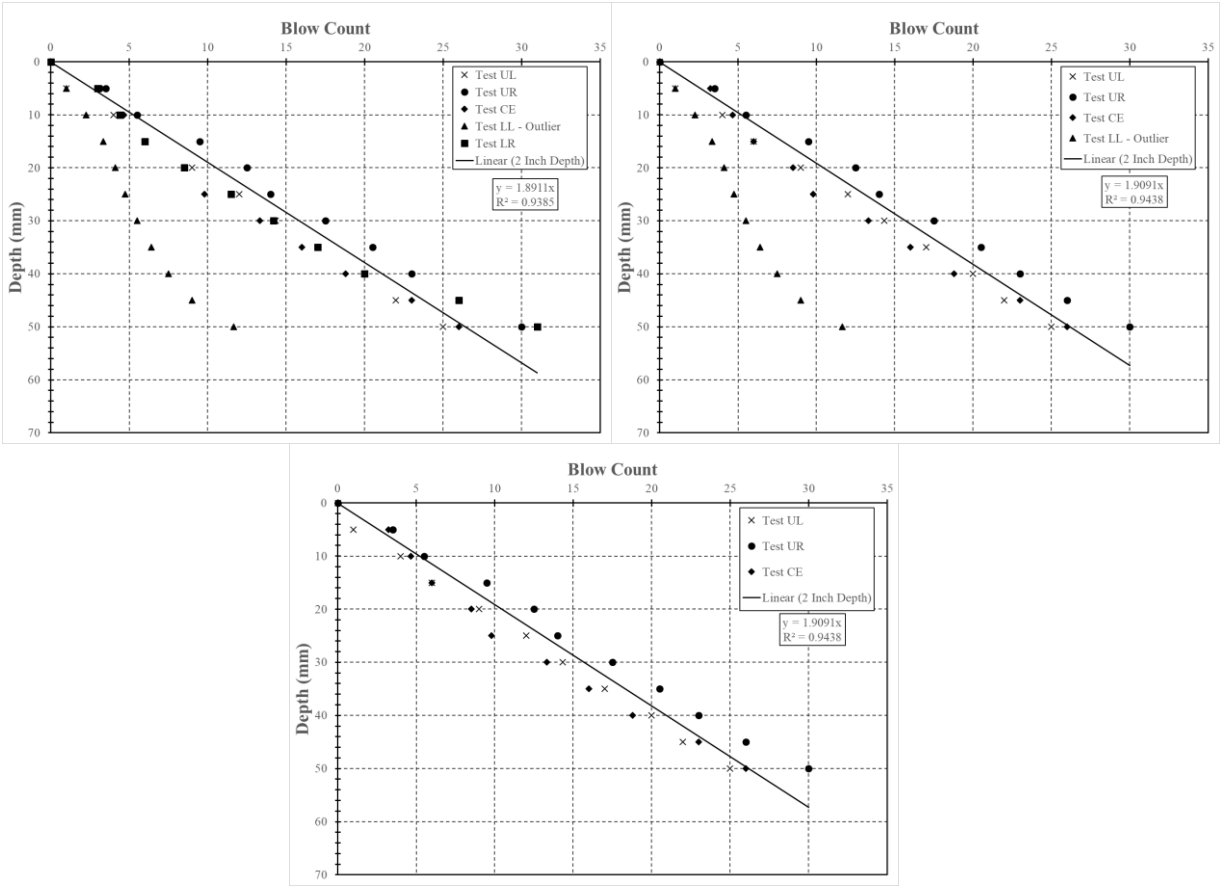 Blow Count
0 5 10 15 20 25 30 35
0
10
20
30
40
50
60
70
Depth (mm)
Test UL
Test UR
Test CE
Test LL - Outlier
Test LR
Linear (2 Inch Depth)
y = 1.8911x
R² = 0.9385
Blow Count
0 5 10 15 20 25 30 35
0
10
20
30
40
50
60
70
Depth (mm)
Test UL
Test UR
Test CE
Test LL - Outlier
Linear (2 Inch Depth)
y = 1.9091x
R² = 0.9438
Blow Count
0 5 10 15 20 25 30 35
0
10
20
30
40
50
60
70
Depth (mm)
Test UL
Test UR
Test CE
Linear (2 Inch Depth)
y = 1.9091x
R² = 0.9438